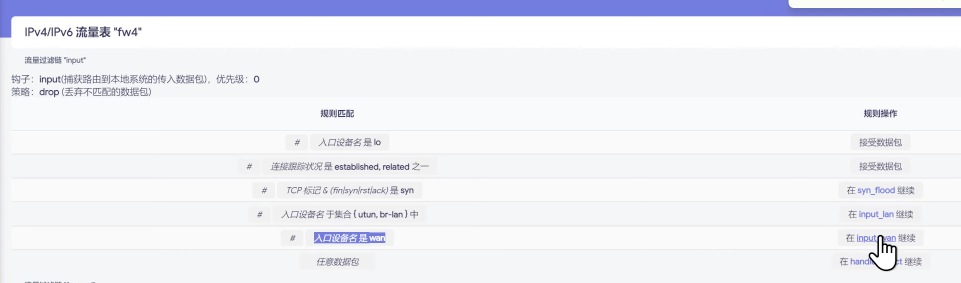 IPv4/IPv6 流量表 "fw4"
流量过滤链 "input"
钩子：input(捕获路由到本地系统的传入数据包)，优先级：0
策略：drop (丢弃不匹配的数据包)
规则匹配 规则操作
# 入口设备名 是 lo 接受数据包
# 连接跟踪状况 是 established, related 之一 接受数据包
# TCP 标记 & (fin|syn|rst|ack) 是 syn 在 syn_flood 继续
# 入口设备名 于集合 { utun, br-lan } 中 在 input_lan 继续
# 入口设备名 是 wan 在 input_wan 继续
任意数据包 在 继续